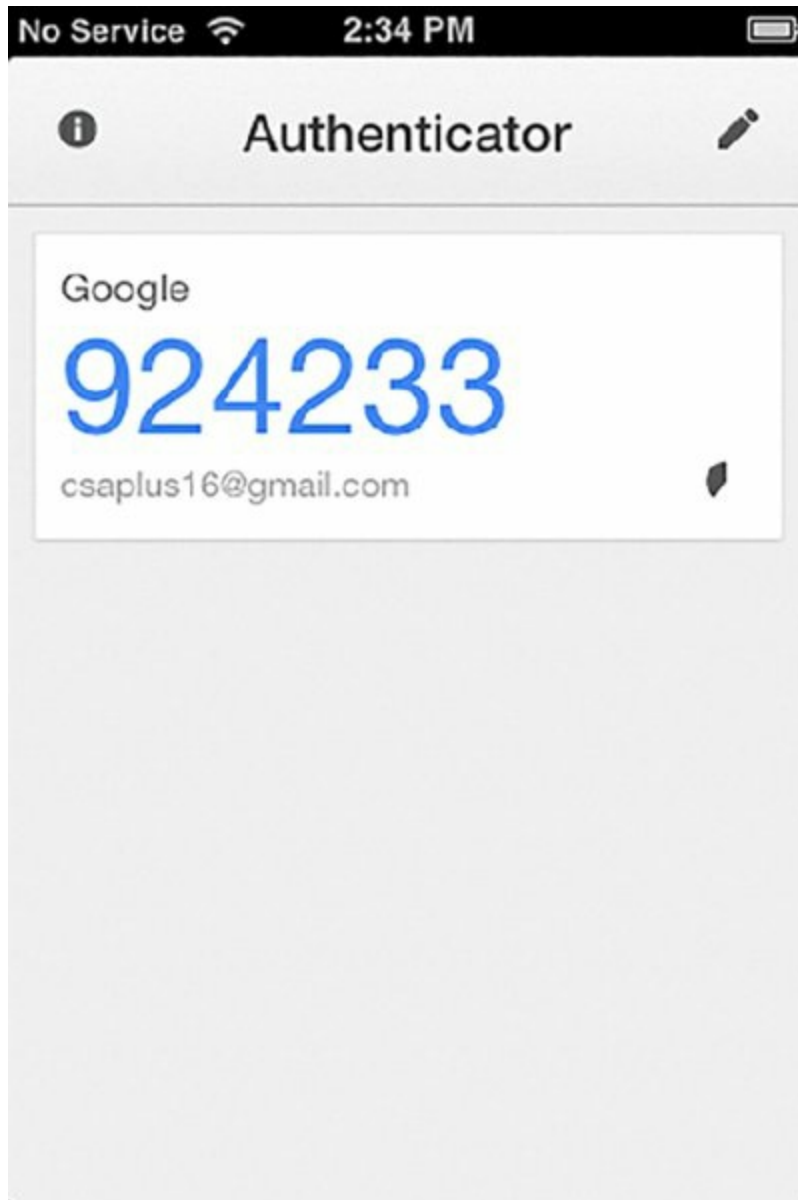 No Service 2:34 PM
Authenticator
Google
924233
csaplus16@gmail.com